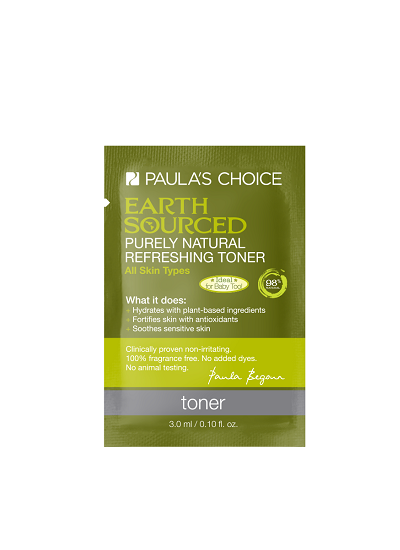 PAULA'S CHOICE
EARTH
SOURCED
PURELY NATURAL
REFRESHING TONER
All Skin Types
Ideal
for Baby Too!
98%
What it does:
Hydrates with plant-based ingredients
Fortifies skin with antioxidants
Soothes sensitive skin
Clinically proven non-irritating.
100% fragrance free. No added dyes.
No animal testing.
Paula Begoun
toner
3.0 ml / 0.10 fl. oz.